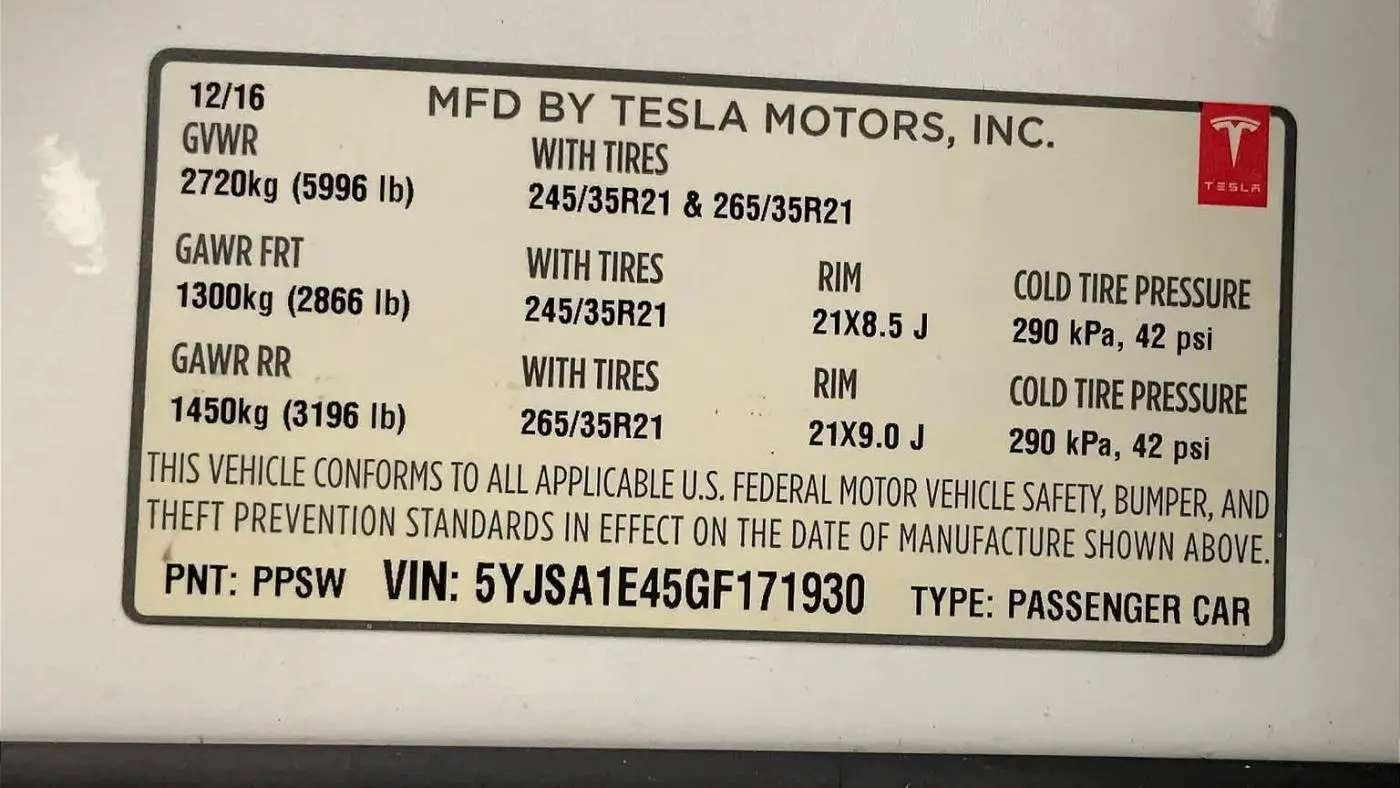 12/16 MFD BY TESLA MOTORS, INC.
TESLA
GVWR WITH TIRES
2720kg (5996 lb) 245/35R21 & 265/35R21
GAWR FRT WITH TIRES RIM COLD TIRE PRESSURE
1300kg (2866 lb) 245/35R21 21X8.5 J 290 kPa, 42 psi
GAWR RR WITH TIRES RIM COLD TIRE PRESSURE
1450kg (3196 lb) 265/35R21 21X9.0 J 290 kPa, 42 psi
THIS VEHICLE CONFORMS TO ALL APPLICABLE U.S. FEDERAL MOTOR VEHICLE SAFETY, BUMPER, AND
THEFT PREVENTION STANDARDS IN EFFECT ON THE DATE OF MANUFACTURE SHOWN ABOVE.
PNT: PPSW VIN: 5YJSA1E45GF171930 TYPE: PASSENGER CAR